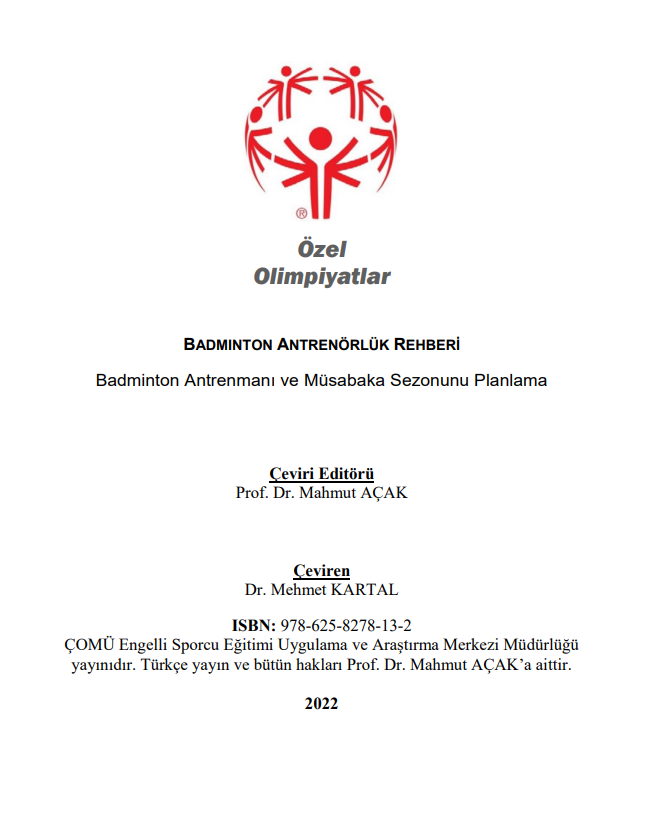 ®
Özel
Olimpiyatlar
BADMINTON ANTRENÖRLÜK REHBERİ
Badminton Antrenmanı ve Müsabaka Sezonunu Planlama
Çeviri Editörü
Prof. Dr. Mahmut AÇAK
Çeviren
Dr. Mehmet KARTAL
ISBN: 978-625-8278-13-2
ÇOMÜ Engelli Sporcu Eğitimi Uygulama ve Araştırma Merkezi Müdürlüğü
yayınıdır. Türkçe yayın ve bütün hakları Prof. Dr. Mahmut AÇAK’a aittir.
2022